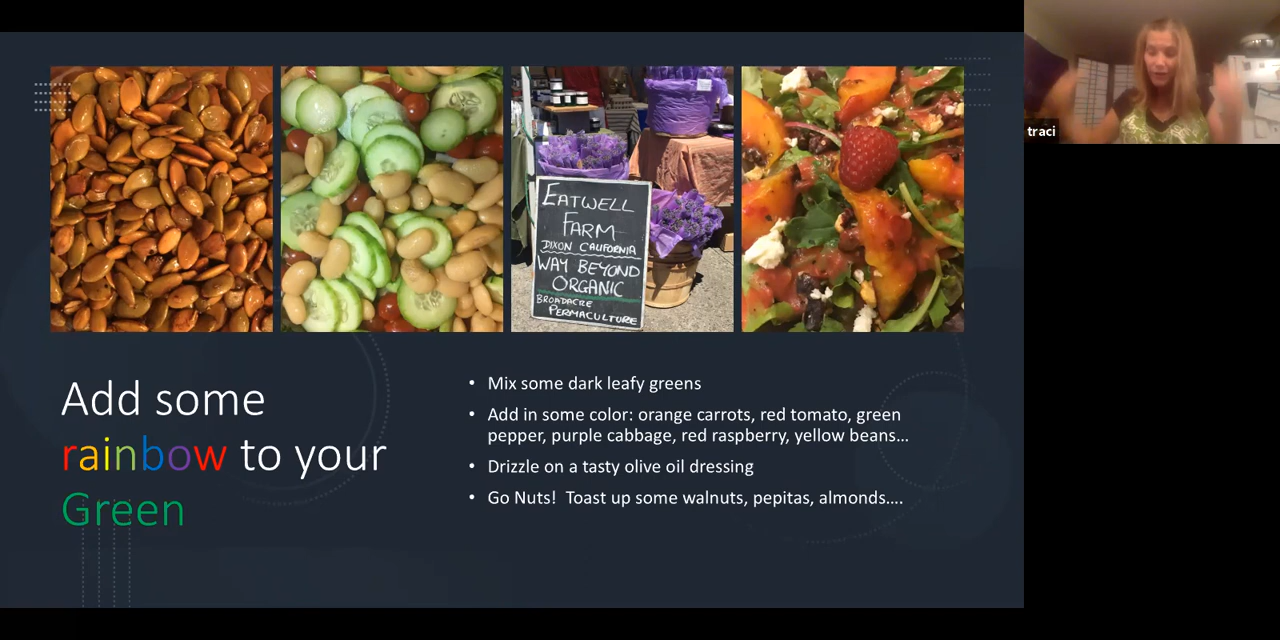 EATWELL
FARM
DIXON CALIFORNIA
WAY BEYOND
ORGANIC
BROADACRE
PERMACULTURE
traci
Add some
rainbow to your
Green
• Mix some dark leafy greens
• Add in some color: orange carrots, red tomato, green
pepper, purple cabbage, red raspberry, yellow beans...
• Drizzle on a tasty olive oil dressing
• Go Nuts!  Toast up some walnuts, pepitas, almonds....